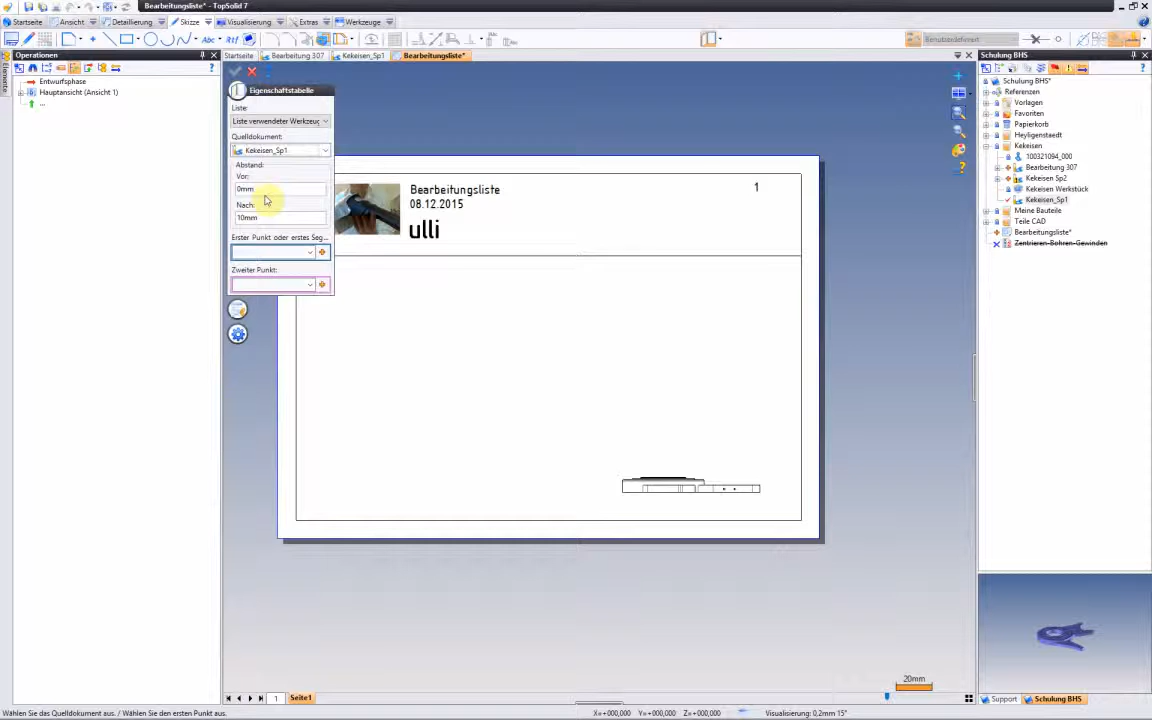 Bearbeitungsliste* - TopSolid 7
Startseite Ansicht Detaillierung Skizze Visualisierung Extras Werkzeuge
Abc Rtf Benutzerdefiniert
Operationen
Entwurfsphase
Hauptansicht (Ansicht 1)
...
Elemente
Startseite Bearbeitung 307 Kekeisen_Sp1 Bearbeitungsliste*
Eigenschaftstabelle
Liste:
Liste verwendeter Werkzeug
Quelldokument:
Kekeisen_Sp1
Abstand:
Vor:
0mm
Nach:
10mm
Erster Punkt oder erstes Seg...
Zweiter Punkt:
Bearbeitungsliste
08.12.2015
ulli
1
20mm
1 Seite1
Schulung BHS
Schulung BHS*
Referenzen
Vorlagen
Favoriten
Papierkorb
Heyligenstaedt
Kekeisen
100321094_000
Bearbeitung 307
Kekeisen Sp2
Kekeisen Werkstück
Kekeisen_Sp1
Meine Bauteile
Teile CAD
Bearbeitungsliste*
Zentrieren-Bohren-Gewinden
Support Schulung BHS
Wählen Sie das Quelldokument aus. / Wählen Sie den ersten Punkt aus.
X=+000,000 Y=+000,000 Z=+000,000 Visualisierung: 0,2mm 15°